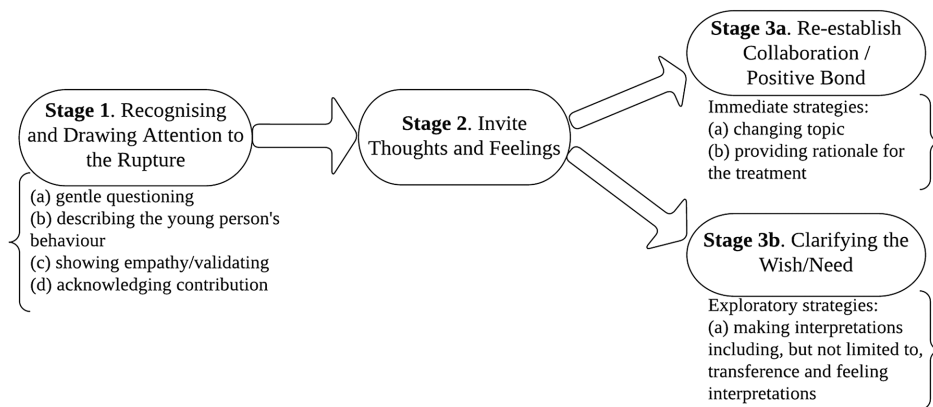 Stage 1. Recognising
and Drawing Attention to
the Rupture
(a) gentle questioning
(b) describing the young person's
behaviour
(c) showing empathy/validating
(d) acknowledging contribution
Stage 2. Invite
Thoughts and Feelings
Stage 3a. Re-establish
Collaboration /
Positive Bond
Immediate strategies:
(a) changing topic
(b) providing rationale for
the treatment
Stage 3b. Clarifying the
Wish/Need
Exploratory strategies:
(a) making interpretations
including, but not limited to,
transference and feeling
interpretations